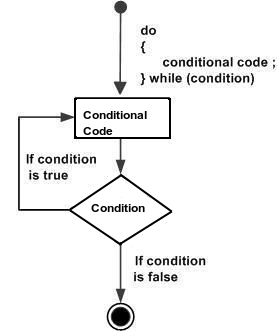 do
{
conditional code ;
} while (condition)
Conditional
Code
If condition
is true
Condition
If condition
is false